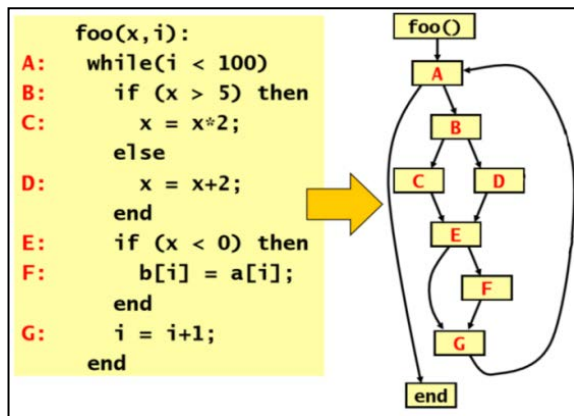 foo(x,i):
A: while(i < 100)
B: if (x > 5) then
C: x = x*2;
else
D: x = x+2;
end
E: if (x < 0) then
F: b[i] = a[i];
end
G: i = i+1;
end
foo()
A
B
C
D
E
F
G
end